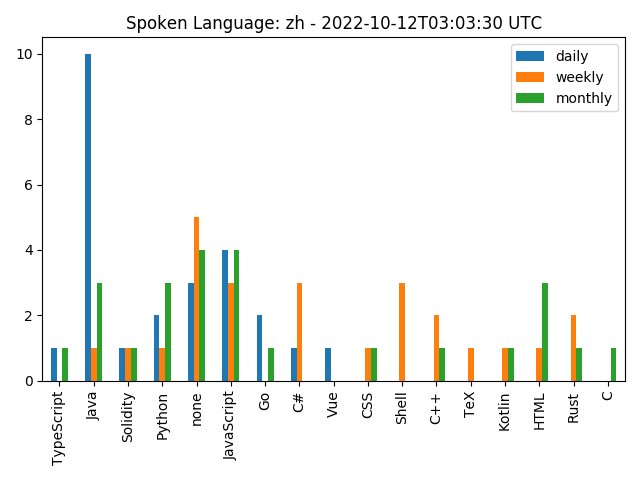 Spoken Language: zh - 2022-10-12T03:03:30 UTC
daily
weekly
monthly
10
8
6
4
2
0
TypeScript
Java
Solidity
Python
none
JavaScript
Go
C#
Vue
CSS
Shell
C++
TeX
Kotlin
HTML
Rust
C